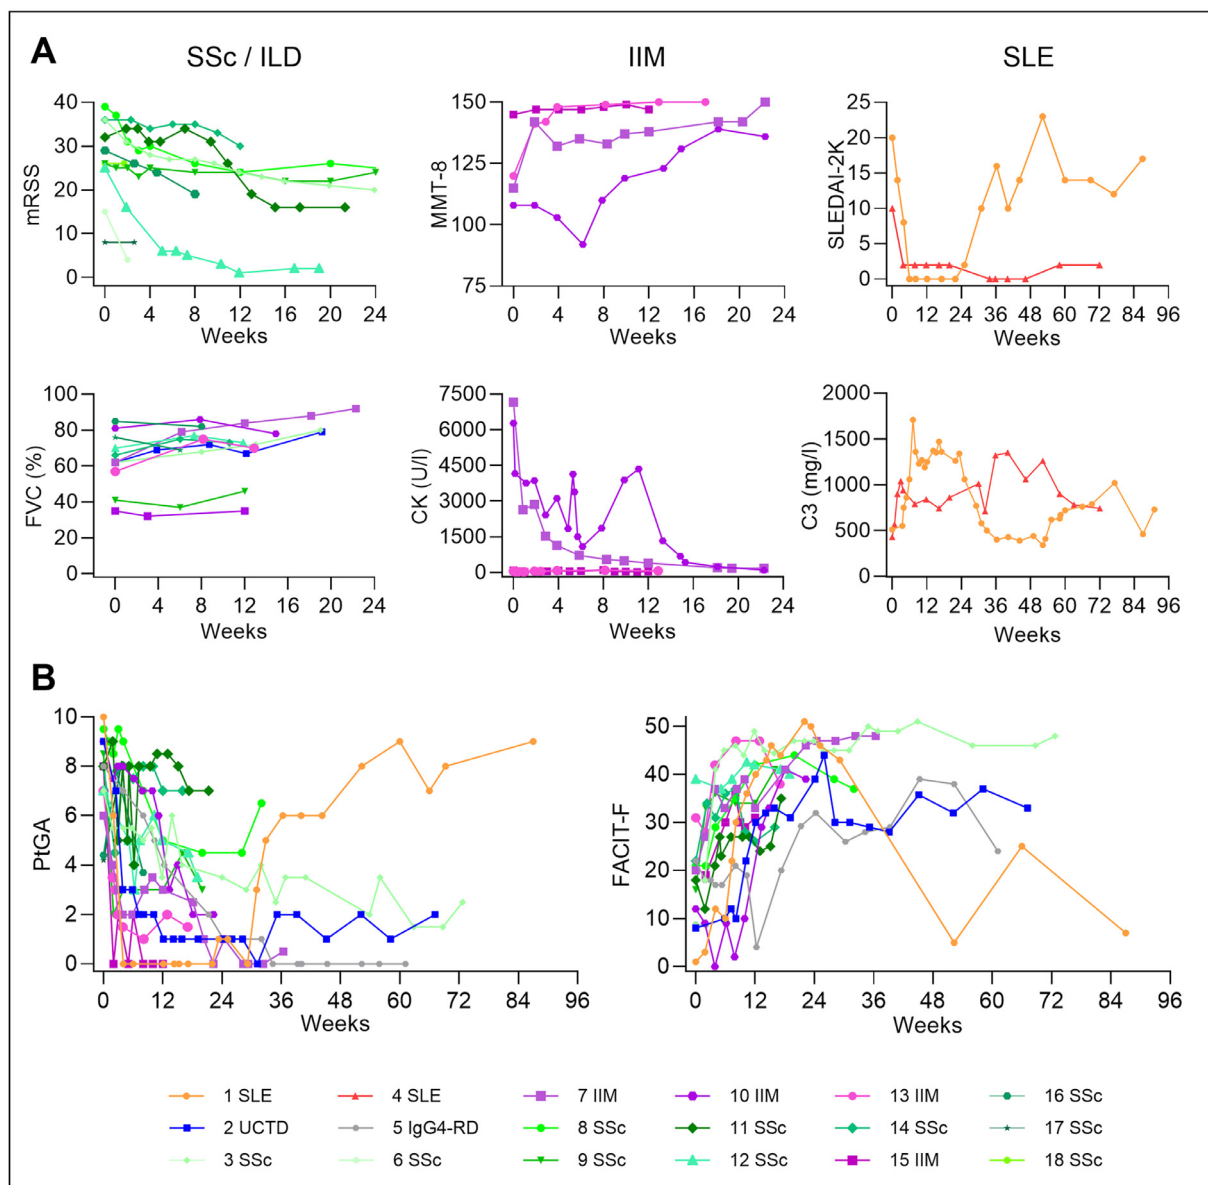 A
SSc / ILD
IIM
SLE
mRSS
40
30
20
10
0
0 4 8 12 16 20 24
Weeks
MMT-8
150
125
100
75
0 4 8 12 16 20 24
Weeks
SLEDAI-2K
25
20
15
10
5
0
0 12 24 36 48 60 72 84 96
Weeks
FVC (%)
100
80
60
40
20
0
0 4 8 12 16 20 24
Weeks
CK (U/l)
7500
6000
4500
3000
1500
0
0 4 8 12 16 20 24
Weeks
C3 (mg/l)
2000
1500
1000
500
0
0 12 24 36 48 60 72 84 96
Weeks
B
PtGA
10
8
6
4
2
0
0 12 24 36 48 60 72 84 96
Weeks
FACIT-F
50
40
30
20
10
0
0 12 24 36 48 60 72 84 96
Weeks
1 SLE 4 SLE 7 IIM 10 IIM 13 IIM 16 SSc
2 UCTD 5 IgG4-RD 8 SSc 11 SSc 14 SSc 17 SSc
3 SSc 6 SSc 9 SSc 12 SSc 15 IIM 18 SSc